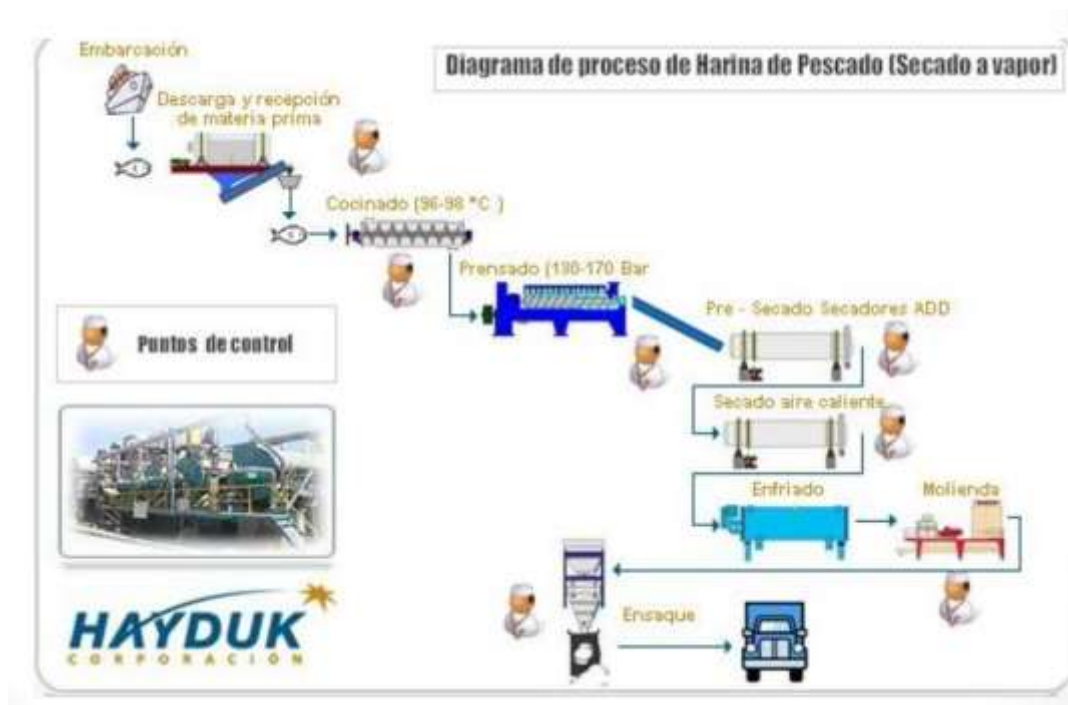 Embarcación
Diagrama de proceso de Harina de Pescado (Secado a vapor)
Descarga y recepción
de materia prima
Cocinado (96-98 °C )
Prensado (130-170 Bar
Pre - Secado Secadores ADD
Puntos de control
Secado aire caliente
Enfriado
Molienda
Ensaque
HAYDUK
CORPORACIÓN